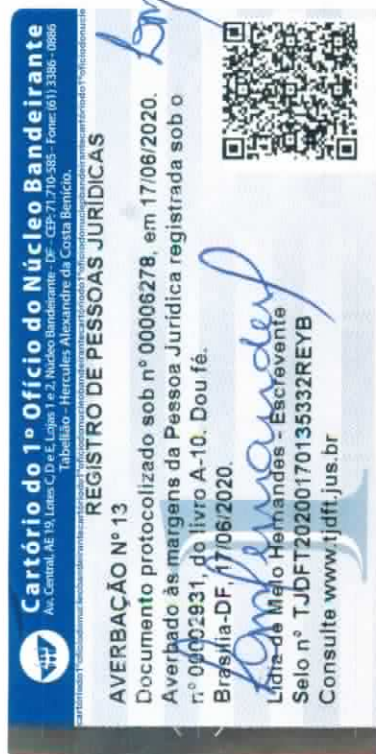 Cartório do 1º Ofício do Núcleo Bandeirante
Av. Central, AE 19, Lotes C, D e E, Lojas 1 e 2, Núcleo Bandeirante - DF - CEP: 71.710-585 - Fone: (61) 3386-0886
Tabelião - Hercules Alexandre da Costa Benício.
REGISTRO DE PESSOAS JURÍDICAS
AVERBAÇÃO Nº 13
Documento protocolizado sob nº 00006278, em 17/06/2020.
Averbado às margens da Pessoa Jurídica registrada sob o
nº 00002931, do livro A-10. Dou fé.
Brasília-DF, 17/06/2020.
Lidia de Melo Hernandes - Escrevente
Selo nº TJDFT20200170135332REYB
Consulte www.tjdft.jus.br